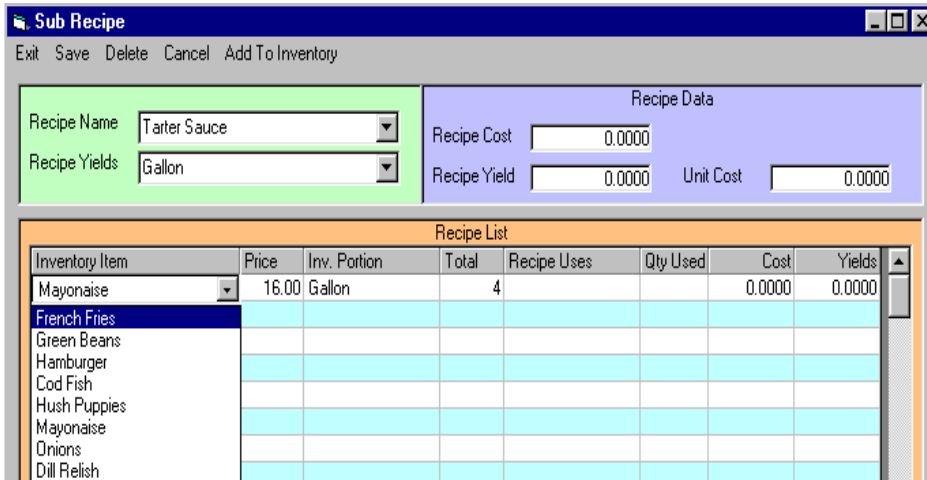 Sub Recipe
Exit Save Delete Cancel Add To Inventory
Recipe Name Tarter Sauce
Recipe Yields Gallon
Recipe Data
Recipe Cost 0.0000
Recipe Yield 0.0000 Unit Cost 0.0000
Recipe List
Inventory Item Price Inv. Portion Total Recipe Uses Qty Used Cost Yields
Mayonaise 16.00 Gallon 4 0.0000 0.0000
French Fries
Green Beans
Hamburger
Cod Fish
Hush Puppies
Mayonaise
Onions
Dill Relish